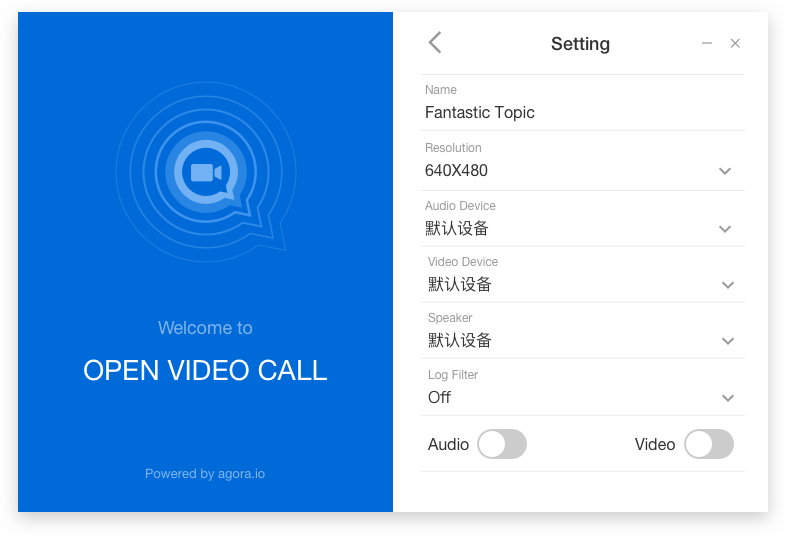 Welcome to
OPEN VIDEO CALL
Powered by agora.io
Setting
Name
Fantastic Topic
Resolution
640X480
Audio Device
默认设备
Video Device
默认设备
Speaker
默认设备
Log Filter
Off
Audio Video